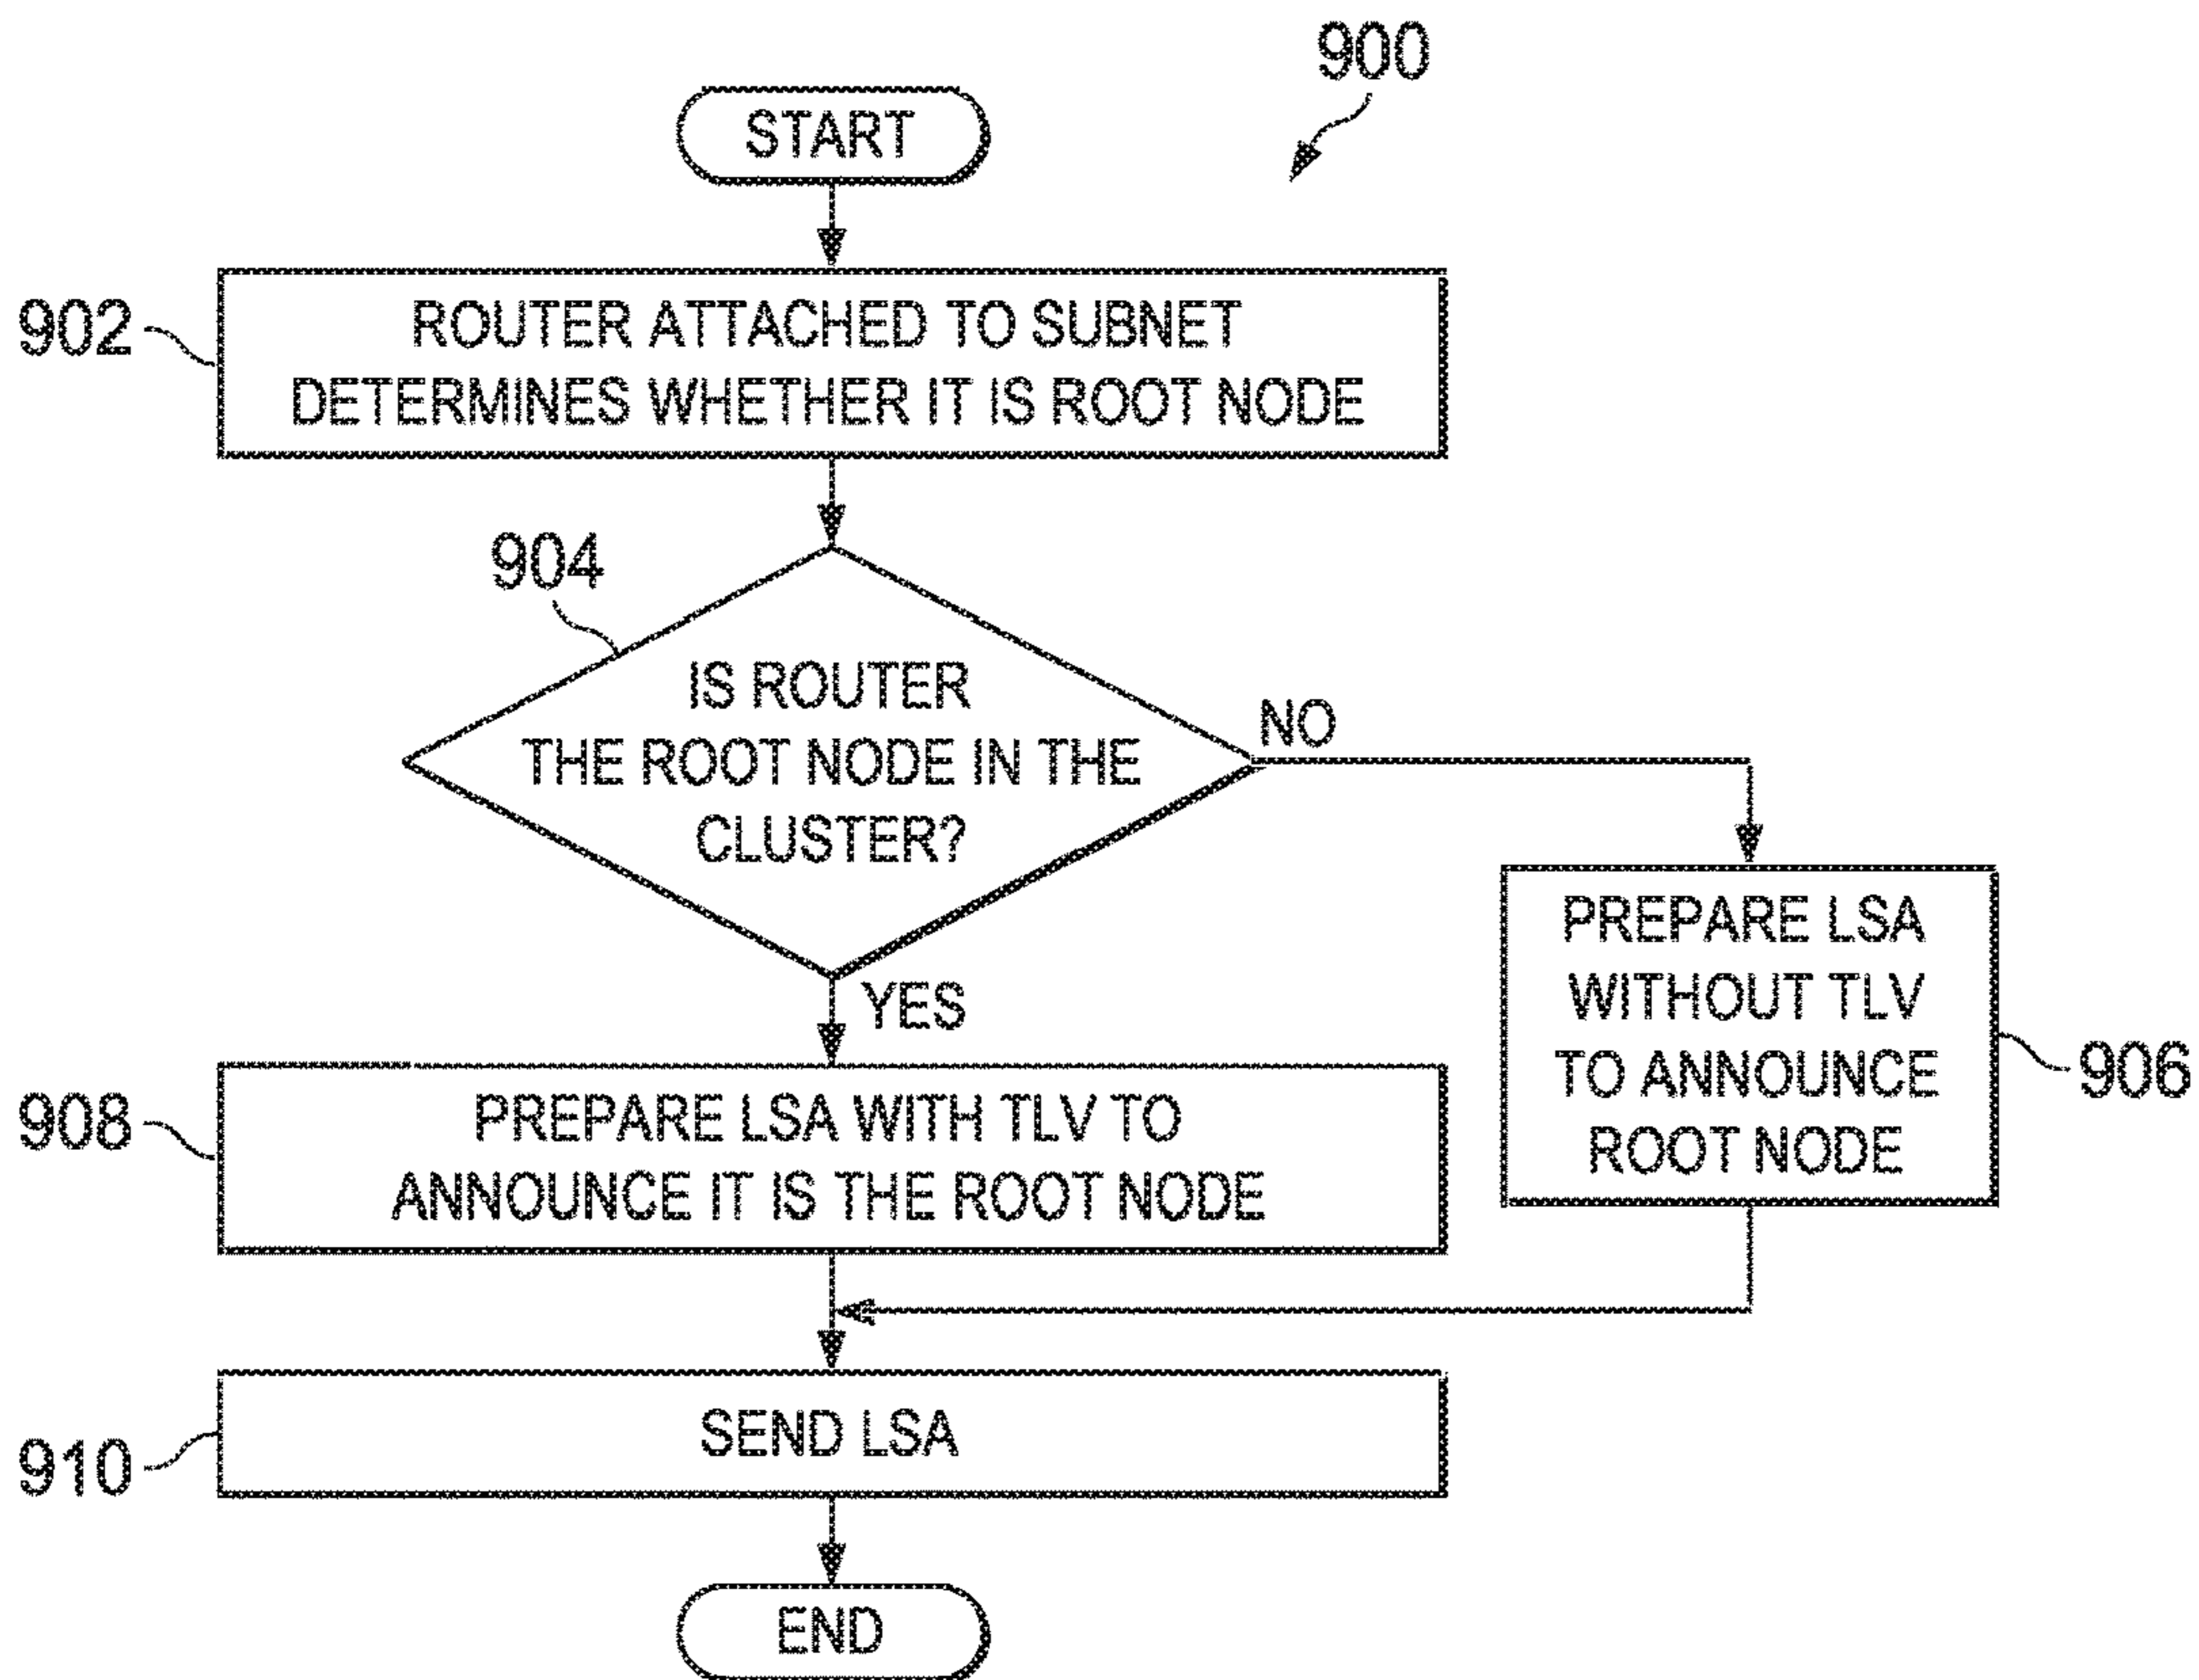 900
START
902
ROUTER ATTACHED TO SUBNET
DETERMINES WHETHER IT IS ROOT NODE
904
IS ROUTER
THE ROOT NODE IN THE
CLUSTER?
NO
YES
PREPARE LSA
WITHOUT TLV
TO ANNOUNCE
ROOT NODE
906
908
PREPARE LSA WITH TLV TO
ANNOUNCE IT IS THE ROOT NODE
910
SEND LSA
END